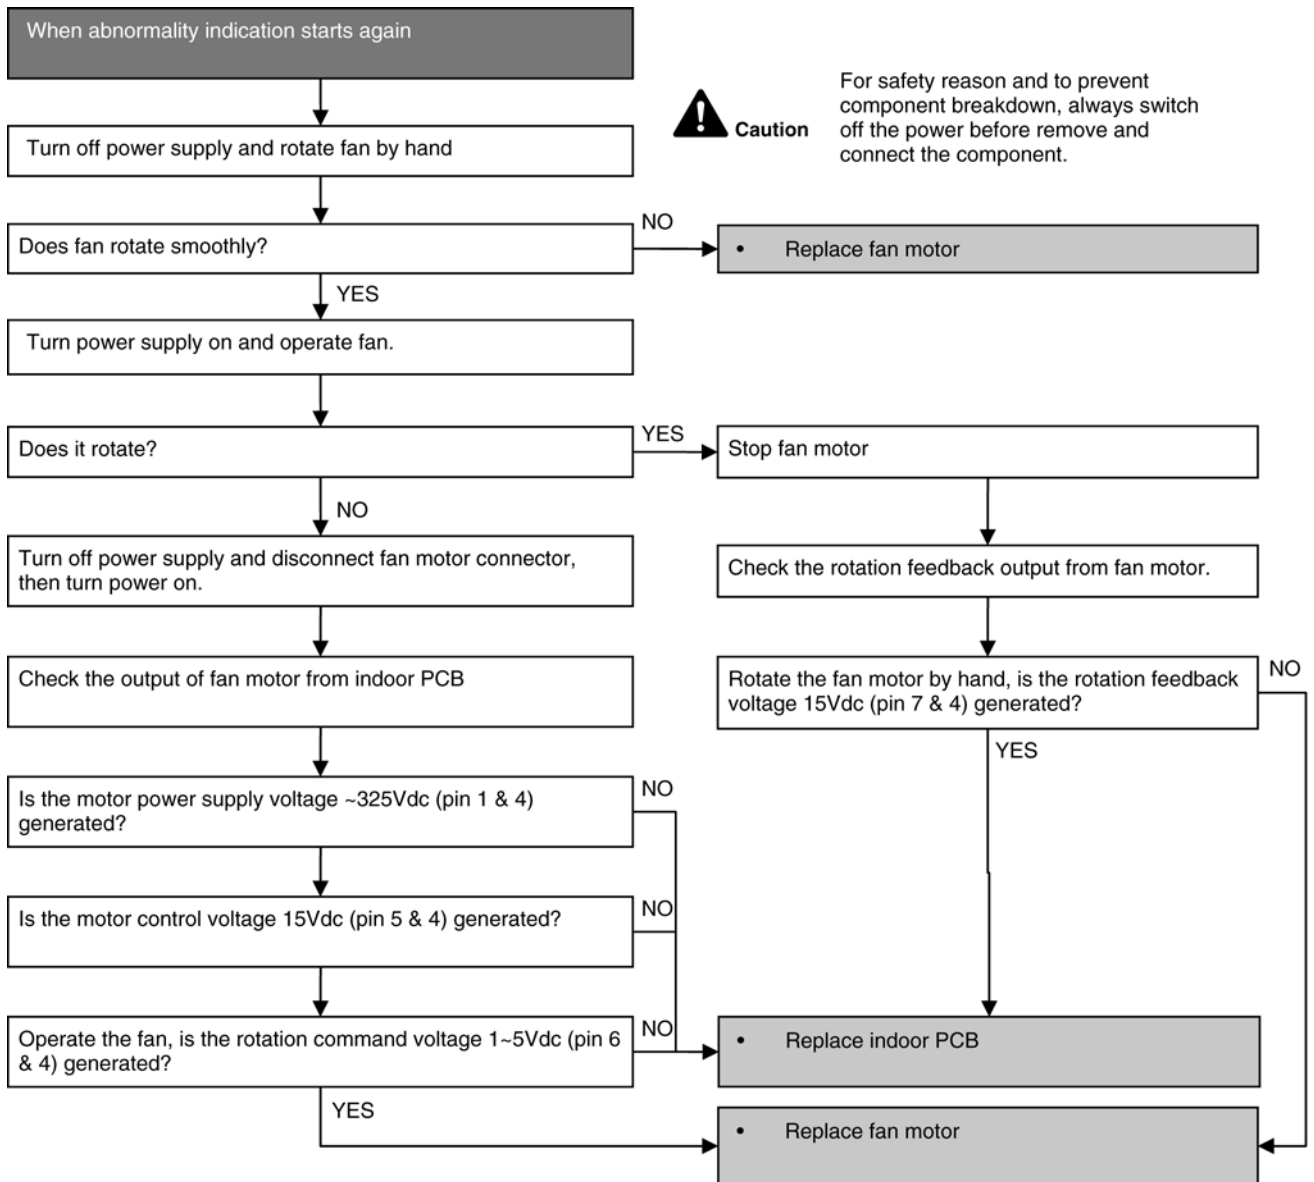 When abnormality indication starts again
For safety reason and to prevent
component breakdown, always switch
off the power before remove and
connect the component.
Caution
Turn off power supply and rotate fan by hand
Does fan rotate smoothly?
NO
• Replace fan motor
YES
Turn power supply on and operate fan.
Does it rotate?
YES
Stop fan motor
NO
Turn off power supply and disconnect fan motor connector,
then turn power on.
Check the rotation feedback output from fan motor.
Check the output of fan motor from indoor PCB
Rotate the fan motor by hand, is the rotation feedback
voltage 15Vdc (pin 7 & 4) generated?
NO
YES
Is the motor power supply voltage ~325Vdc (pin 1 & 4)
generated?
NO
Is the motor control voltage 15Vdc (pin 5 & 4) generated?
NO
Operate the fan, is the rotation command voltage 1~5Vdc (pin 6
& 4) generated?
NO
• Replace indoor PCB
YES
• Replace fan motor